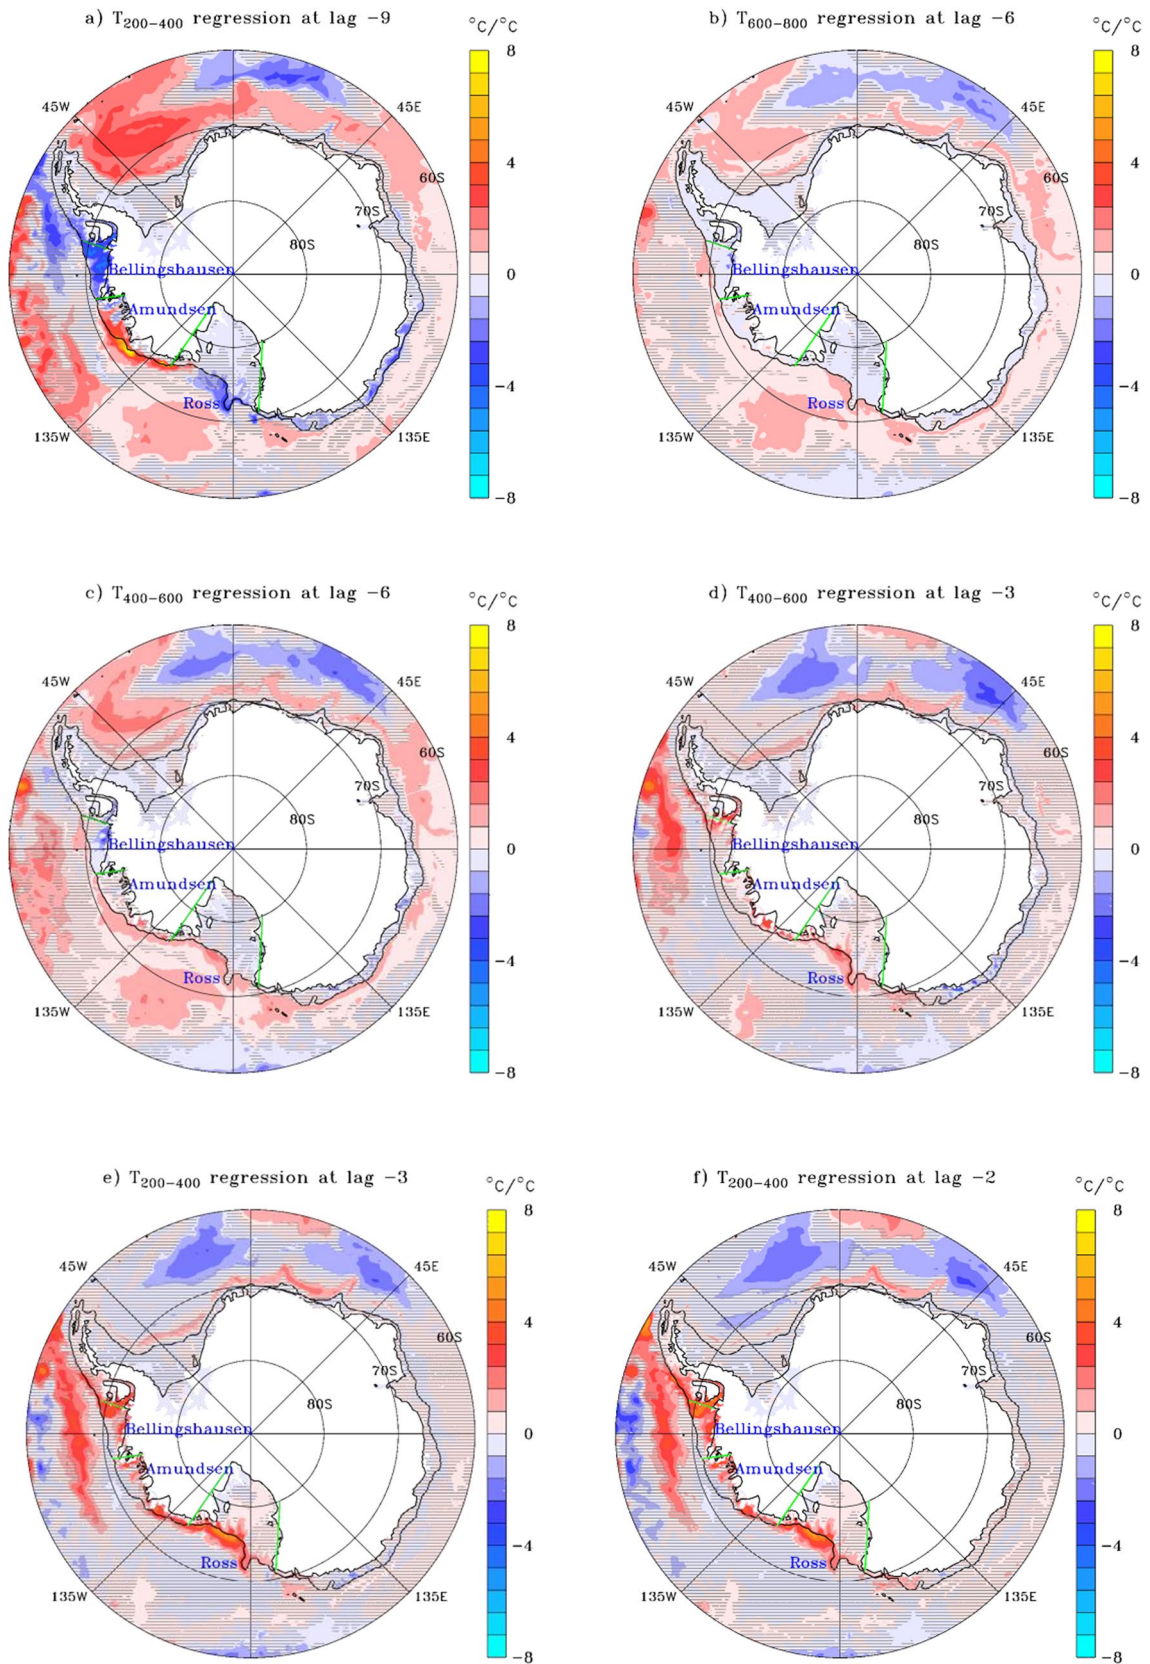 a) T200−400 regression at lag −9
°C/°C
8
4
0
−4
−8
45W
45E
60S
70S
80S
Bellingshausen
Amundsen
Ross
135W
135E
b) T600−800 regression at lag −6
°C/°C
8
4
0
−4
−8
45W
45E
60S
70S
80S
Bellingshausen
Amundsen
Ross
135W
135E
c) T400−600 regression at lag −6
°C/°C
8
4
0
−4
−8
45W
45E
60S
70S
80S
Bellingshausen
Amundsen
Ross
135W
135E
d) T400−600 regression at lag −3
°C/°C
8
4
0
−4
−8
45W
45E
60S
70S
80S
Bellingshausen
Amundsen
Ross
135W
135E
e) T200−400 regression at lag −3
°C/°C
8
4
0
−4
−8
45W
45E
60S
70S
80S
Bellingshausen
Amundsen
Ross
135W
135E
f) T200−400 regression at lag −2
°C/°C
8
4
0
−4
−8
45W
45E
60S
70S
80S
Bellingshausen
Amundsen
Ross
135W
135E